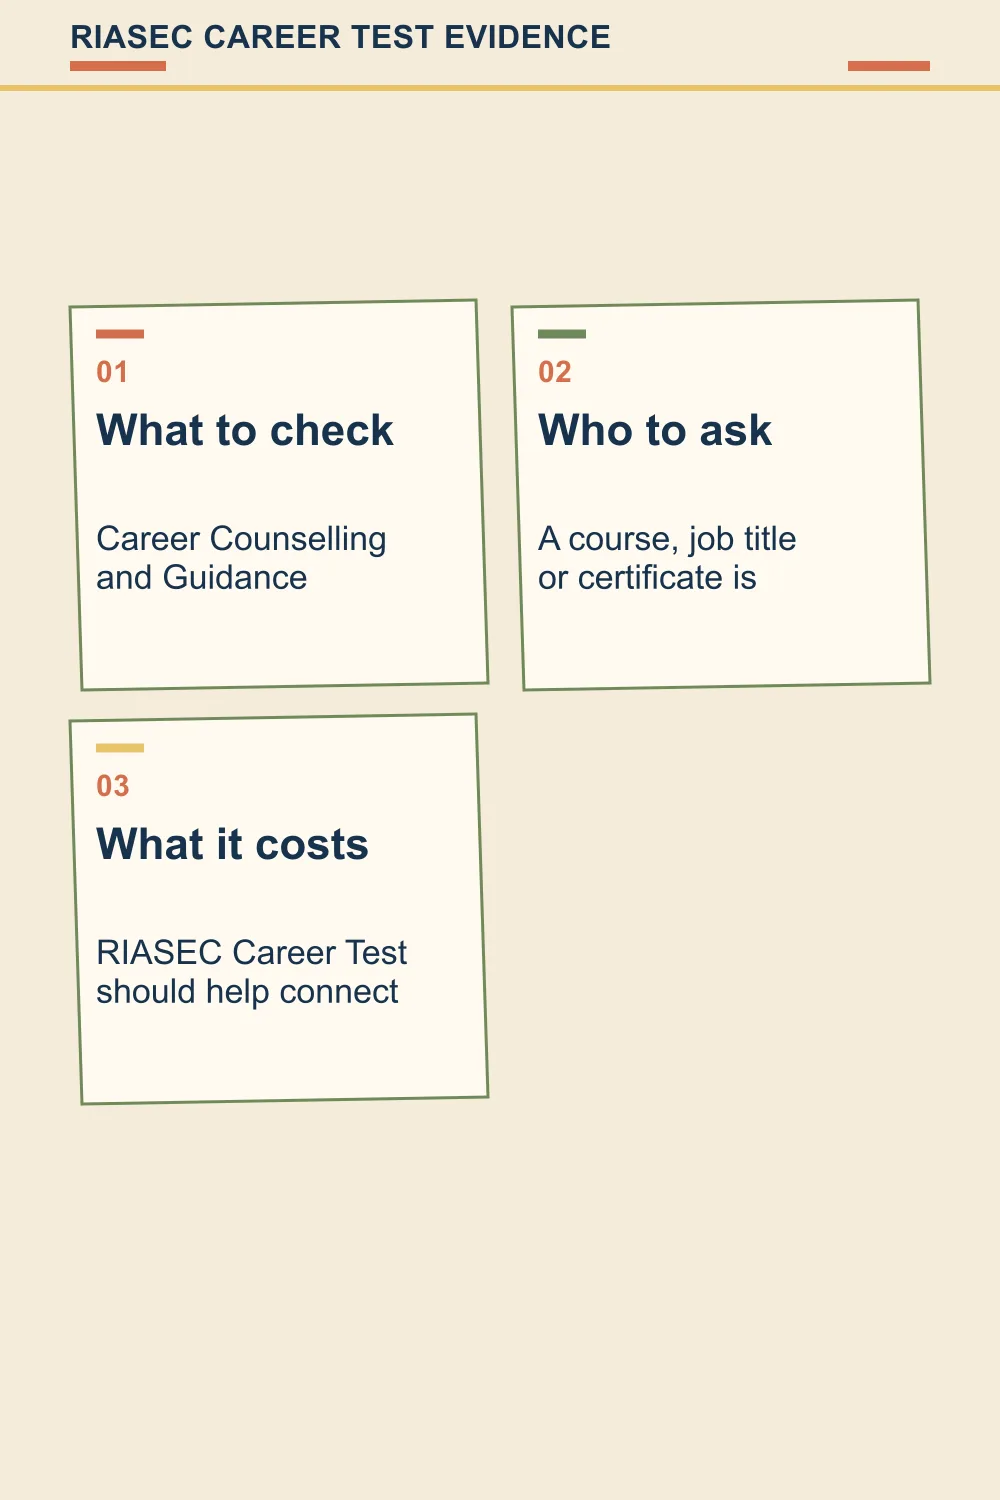 RIASEC CAREER TEST EVIDENCE
01
What to check
Career Counselling
and Guidance
02
Who to ask
A course, job title
or certificate is
03
What it costs
RIASEC Career Test
should help connect